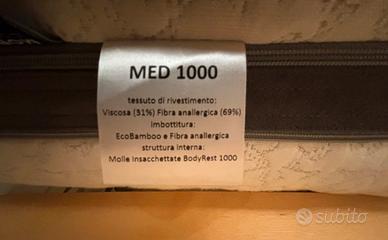 MED 1000
tessuto di rivestimento:
Viscosa (31%) Fibra anallergica (69%)
imbottitura:
EcoBamboo e Fibra anallergica
struttura interna:
Molle Insacchettate BodyRest 1000
subito